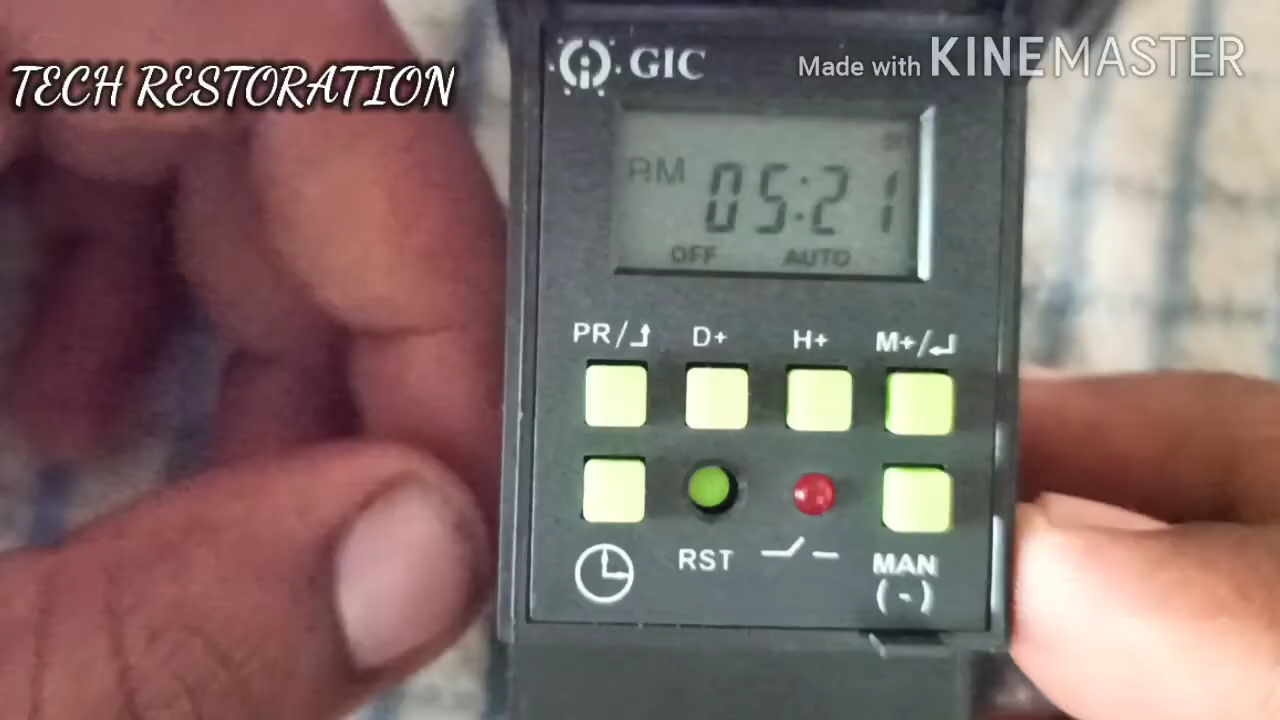 TECH RESTORATION
Made with KINEMASTER
GIC
PM 05:21
OFF AUTO
PR/ D+ H+ M+/
RST
MAN
(-)